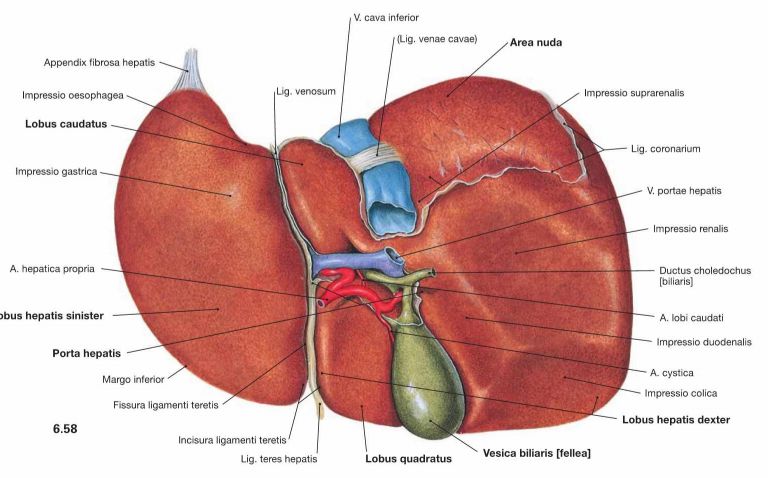 V. cava inferior
(Lig. venae cavae)
Area nuda
Appendix fibrosa hepatis
Impressio oesophagea
Lig. venosum
Impressio suprarenalis
Lobus caudatus
Lig. coronarium
Impressio gastrica
V. portae hepatis
Impressio renalis
A. hepatica propria
Ductus choledochus
[biliaris]
obus hepatis sinister
A. lobi caudati
Impressio duodenalis
Porta hepatis
A. cystica
Margo inferior
Impressio colica
Fissura ligamenti teretis
Lobus hepatis dexter
6.58
Incisura ligamenti teretis
Vesica biliaris [fellea]
Lig. teres hepatis
Lobus quadratus